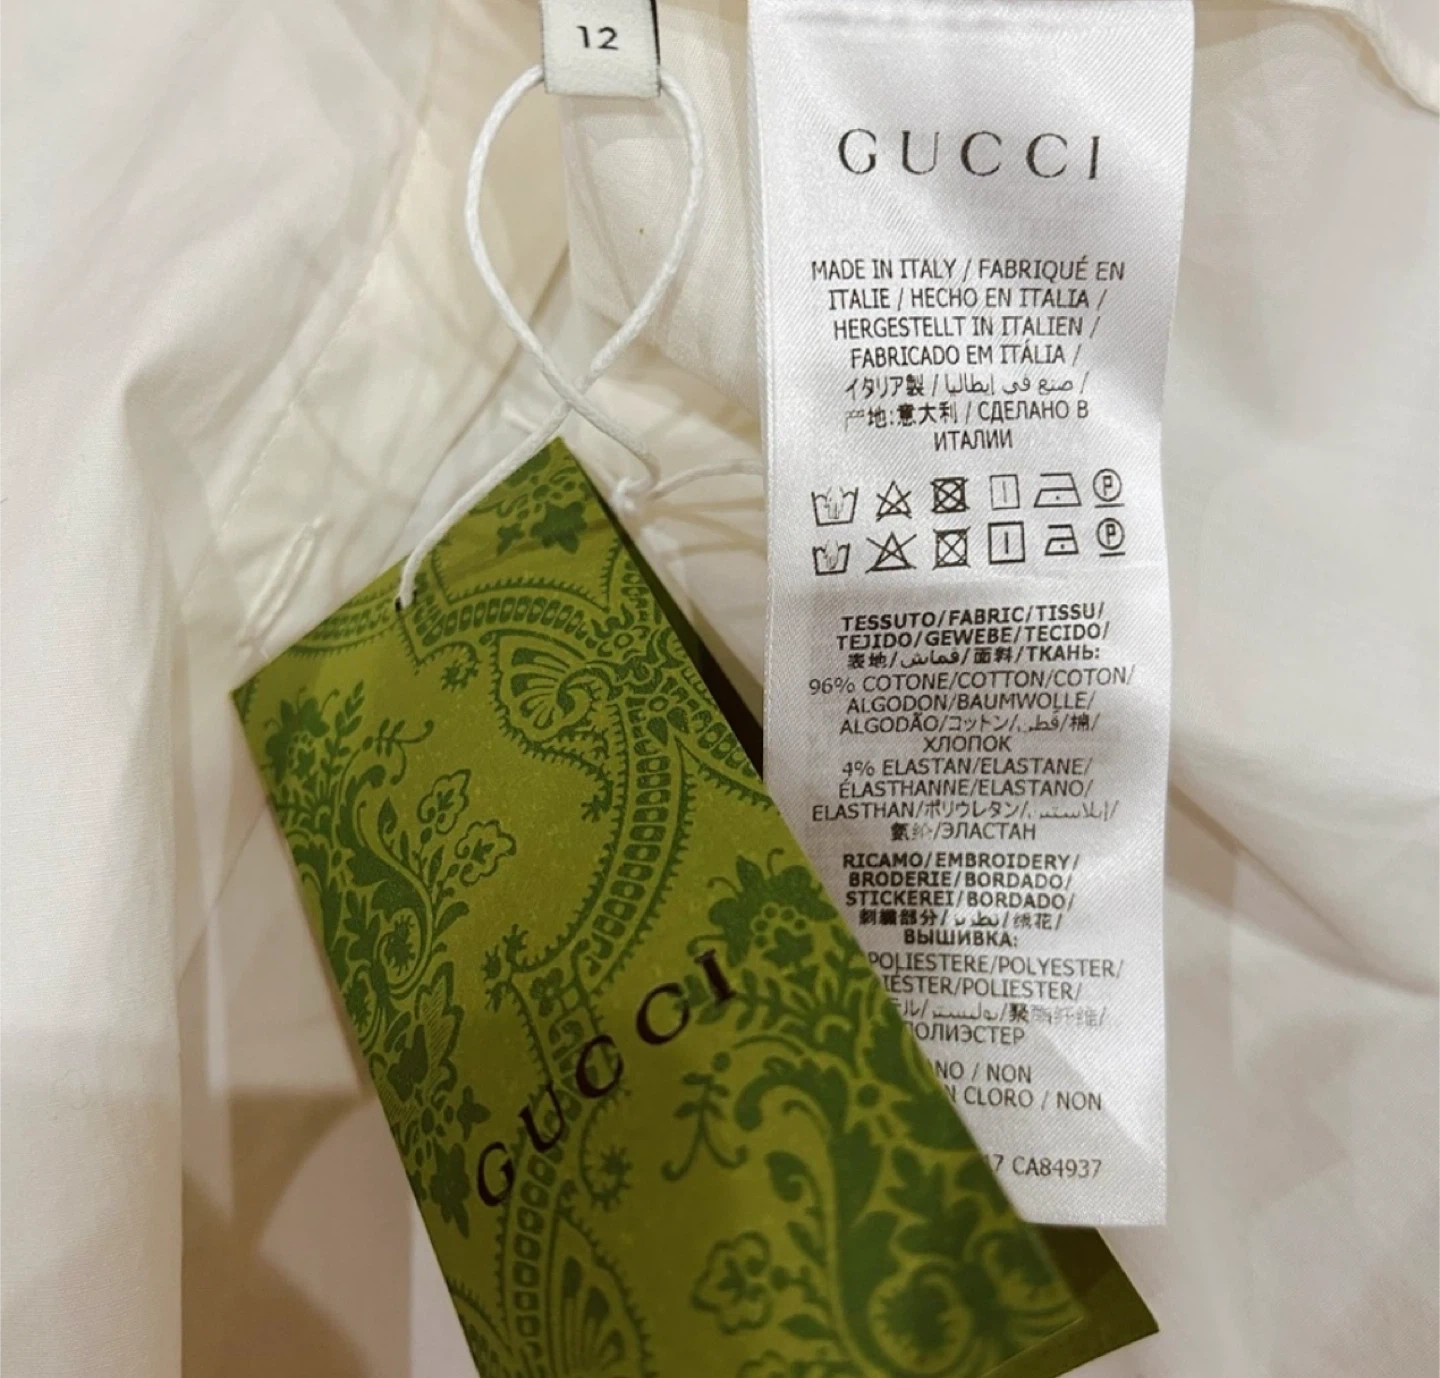 12
GUCCI
MADE IN ITALY / FABRIQUÉ EN
ITALIE / HECHO EN ITALIA /
HERGESTELLT IN ITALIEN /
FABRICADO EM ITÁLIA /
イタリア製 / صنع في إيطاليا /
产地:意大利 / СДЕЛАНО В
ИТАЛИИ
TESSUTO/FABRIC/TISSU/
TEJIDO/GEWEBE/TECIDO/
表地/قماش/面料/ТКАНЬ:
96% COTONE/COTTON/COTON/
ALGODON/BAUMWOLLE/
ALGODÃO/コットン/قطن/棉/
ХЛОПОК
4% ELASTAN/ELASTANE/
ÉLASTHANNE/ELASTANO/
ELASTHAN/ポリウレタン/إيلاستين/
氨纶/ЭЛАСТАН
RICAMO/EMBROIDERY/
BRODERIE/BORDADO/
STICKEREI/BORDADO/
刺繍部分/تطريز/绣花/
ВЫШИВКА:
POLIESTERE/POLYESTER/
IÉSTER/POLIESTER/
ル/بوليستر/聚酯纤维/
ПОЛИЭСТЕР
NO / NON
N CLORO / NON
7 CA84937
GUCCI